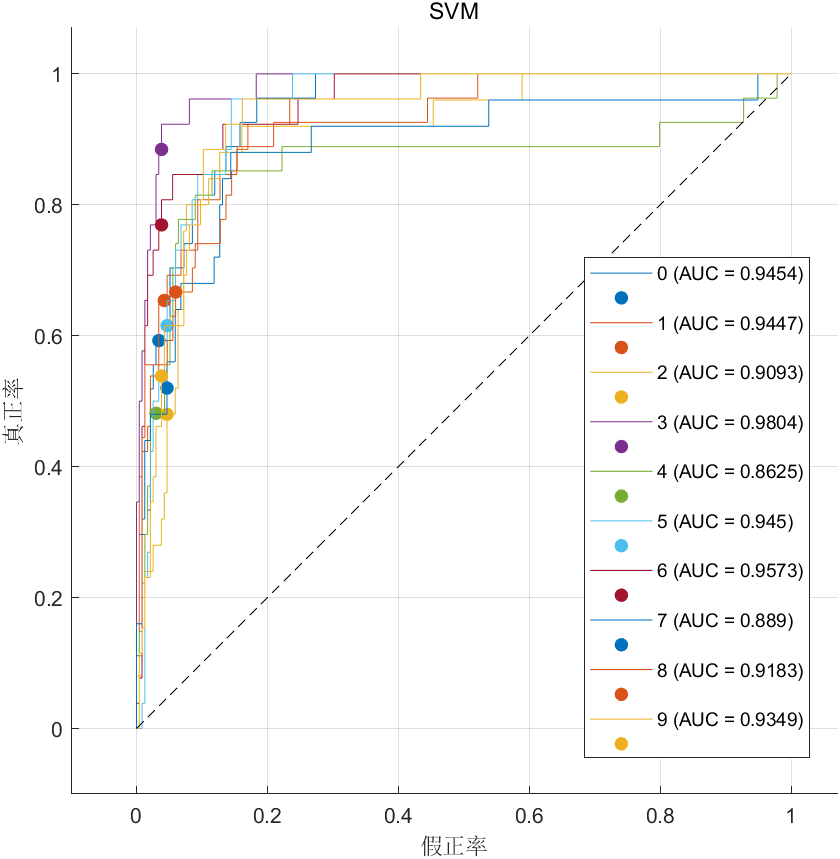 SVM
1
0.8
0.6
0.4
0.2
0
真正率
0 (AUC = 0.9454)
1 (AUC = 0.9447)
2 (AUC = 0.9093)
3 (AUC = 0.9804)
4 (AUC = 0.8625)
5 (AUC = 0.945)
6 (AUC = 0.9573)
7 (AUC = 0.889)
8 (AUC = 0.9183)
9 (AUC = 0.9349)
0 0.2 0.4 0.6 0.8 1
假正率